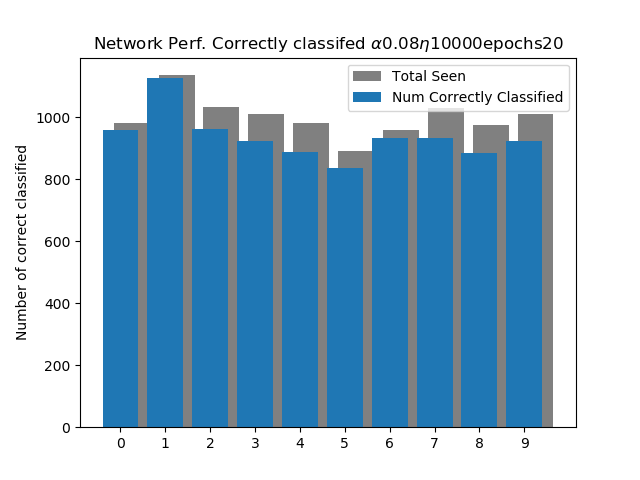 Network Perf. Correctly classifed α0.08η10000epochs20
Total Seen
Num Correctly Classified
Number of correct classified
1000
800
600
400
200
0
0 1 2 3 4 5 6 7 8 9